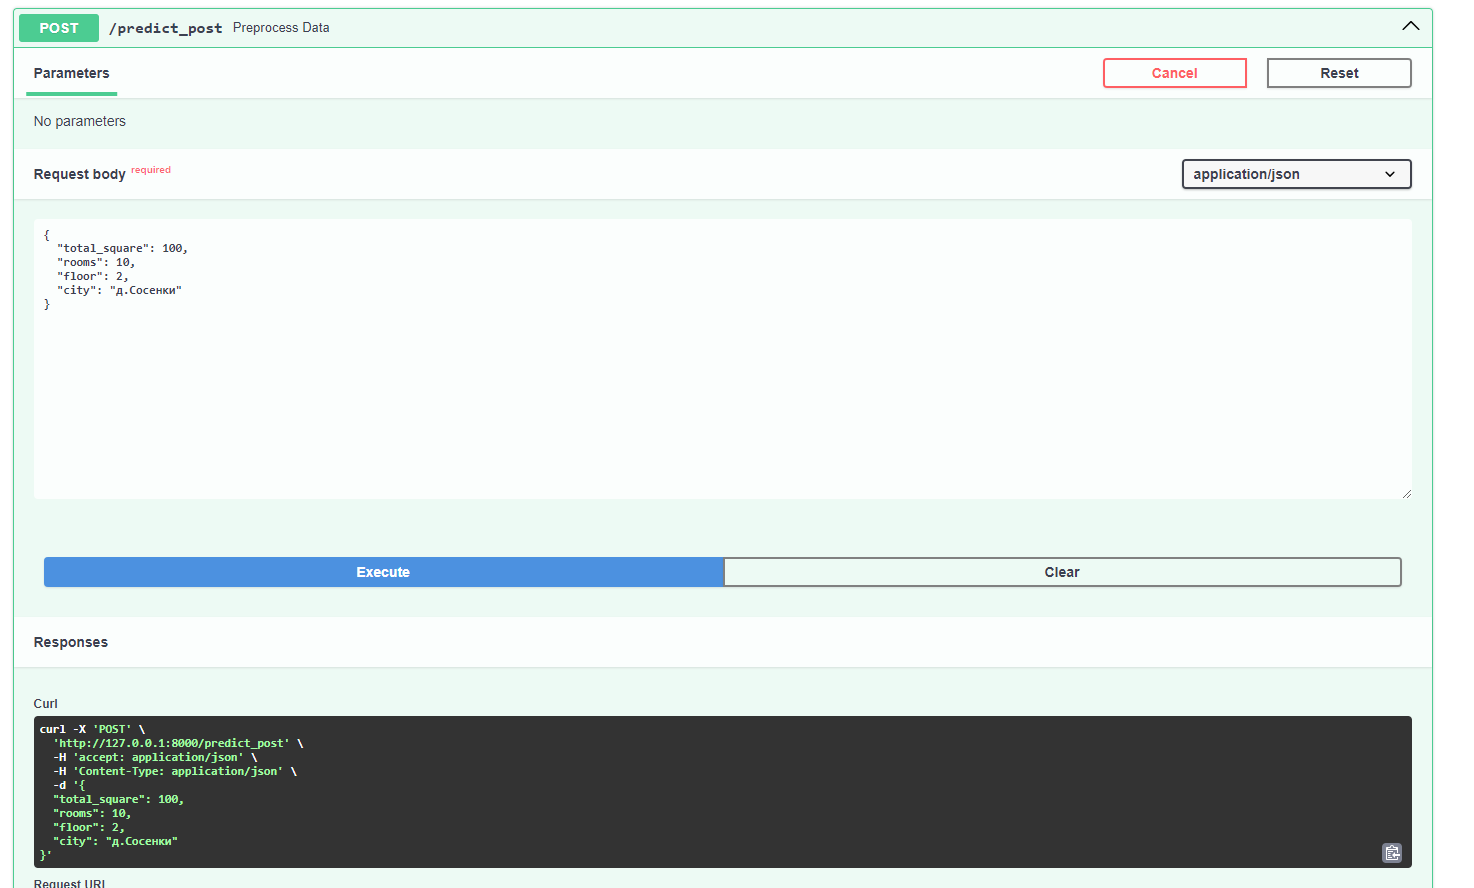 POST /predict_post Preprocess Data
Parameters
Cancel
Reset
No parameters
Request body required
application/json
{
  "total_square": 100,
  "rooms": 10,
  "floor": 2,
  "city": "д.Сосенки"
}
Execute
Clear
Responses
Curl
curl -X 'POST' \
  'http://127.0.0.1:8000/predict_post' \
  -H 'accept: application/json' \
  -H 'Content-Type: application/json' \
  -d '{
  "total_square": 100,
  "rooms": 10,
  "floor": 2,
  "city": "д.Сосенки"
}'
Request URL